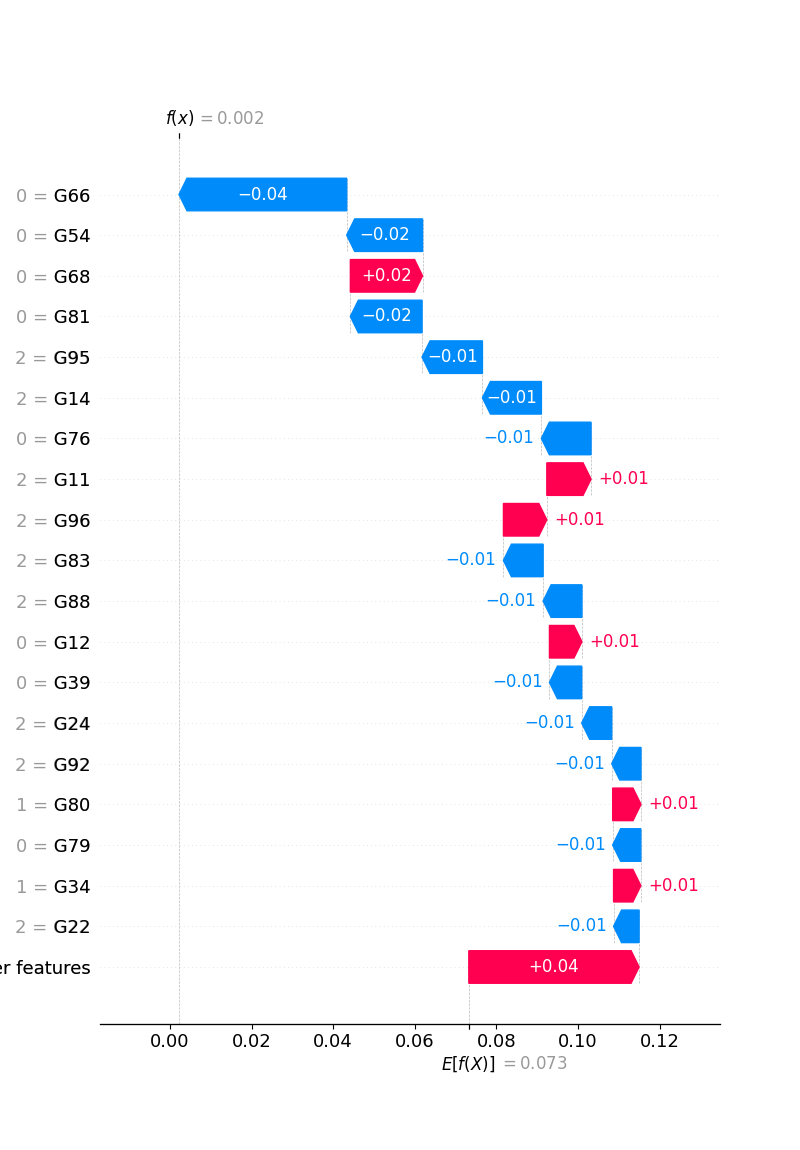 f(x) = 0.002
0 = G66 −0.04
0 = G54 −0.02
0 = G68 +0.02
0 = G81 −0.02
2 = G95 −0.01
2 = G14 −0.01
0 = G76 −0.01
2 = G11 +0.01
2 = G96 +0.01
2 = G83 −0.01
2 = G88 −0.01
0 = G12 +0.01
0 = G39 −0.01
2 = G24 −0.01
2 = G92 −0.01
1 = G80 +0.01
0 = G79 −0.01
1 = G34 +0.01
2 = G22 −0.01
features +0.04
0.00 0.02 0.04 0.06 0.08 0.10 0.12
E[f(X)] = 0.073